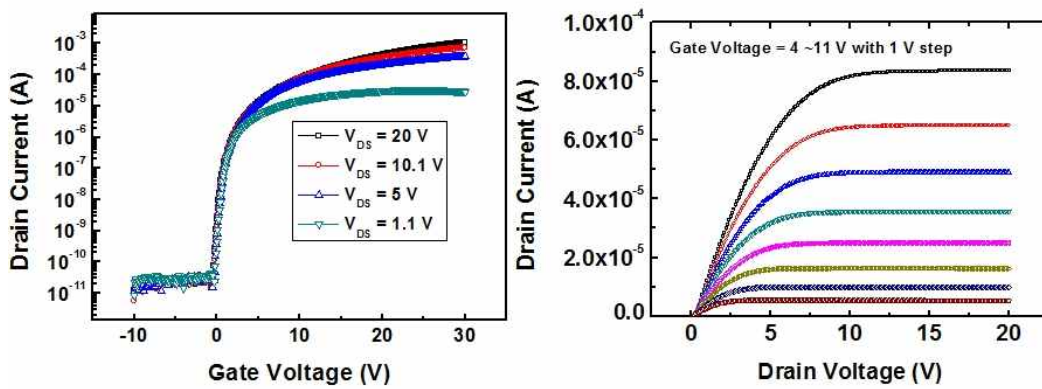 10⁻³
10⁻⁴
10⁻⁵
10⁻⁶
10⁻⁷
10⁻⁸
10⁻⁹
10⁻¹⁰
10⁻¹¹
Drain Current (A)
V_DS = 20 V
V_DS = 10.1 V
V_DS = 5 V
V_DS = 1.1 V
-10 0 10 20 30
Gate Voltage (V)
1.0x10⁻⁴
8.0x10⁻⁵
6.0x10⁻⁵
4.0x10⁻⁵
2.0x10⁻⁵
0.0
Drain Current (A)
Gate Voltage = 4 ~11 V with 1 V step
0 5 10 15 20
Drain Voltage (V)